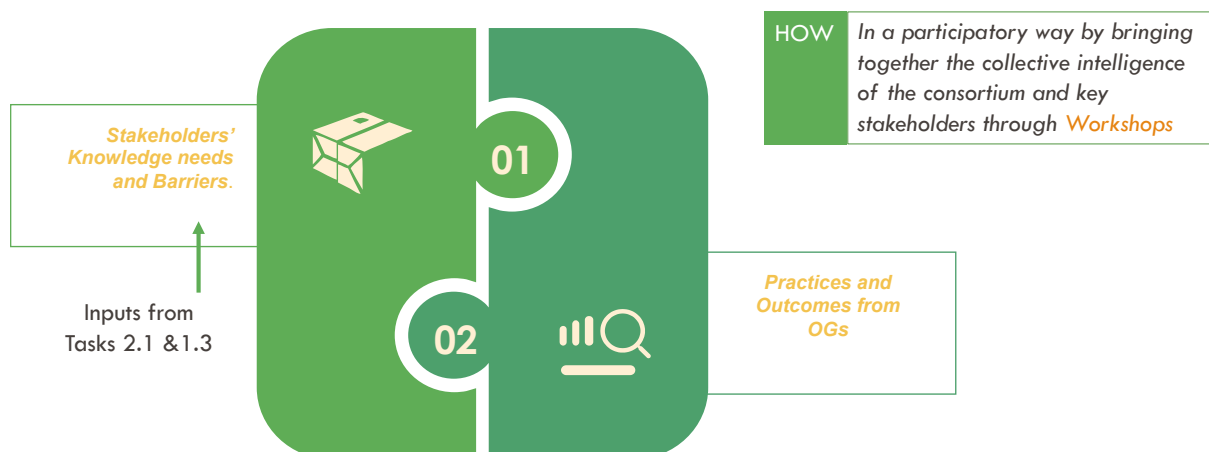 HOW
In a participatory way by bringing
together the collective intelligence
of the consortium and key
stakeholders through Workshops
Stakeholders’
Knowledge needs
and Barriers.
01
Inputs from
Tasks 2.1 &1.3
02
Practices and
Outcomes from
OGs